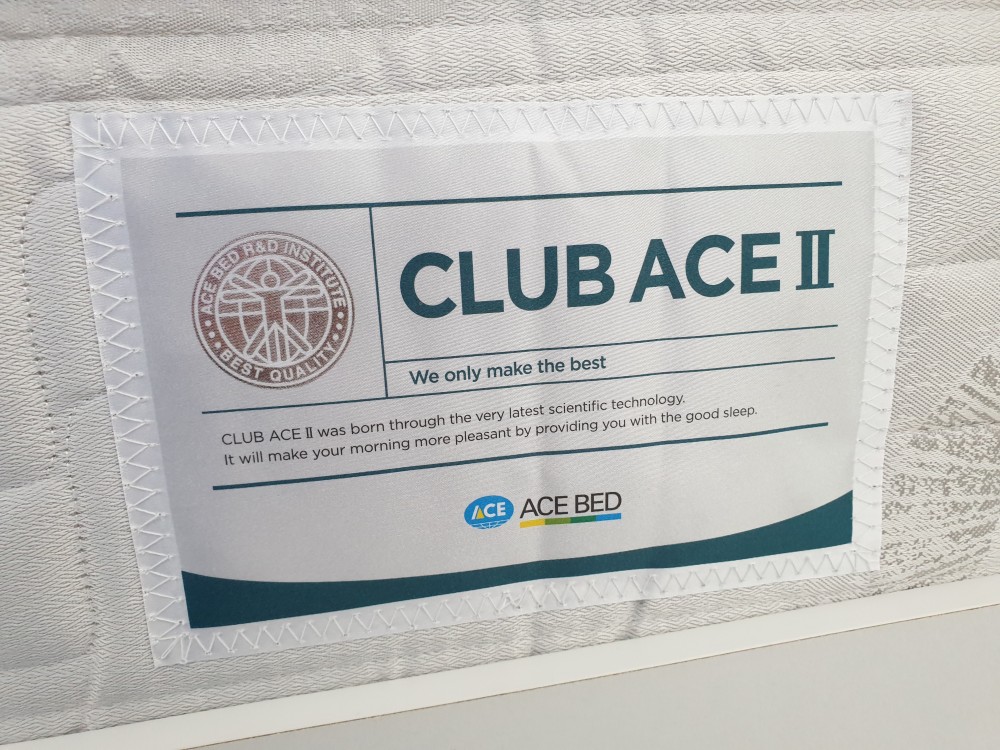 ACE BED R&D INSTITUTE
BEST QUALITY
CLUB ACE Ⅱ
We only make the best
CLUB ACE Ⅱ was born through the very latest scientific technology.
It will make your morning more pleasant by providing you with the good sleep.
ACE ACE BED